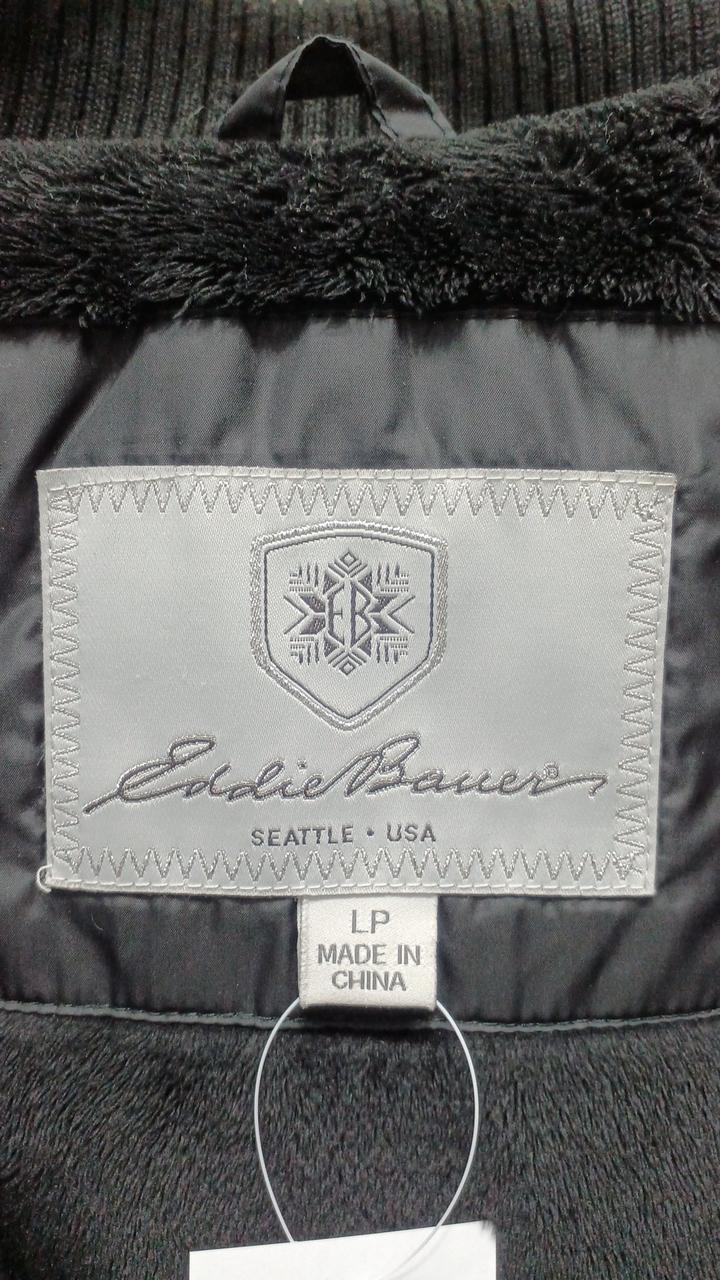 EB
Eddie Bauer®
SEATTLE • USA
LP
MADE IN
CHINA